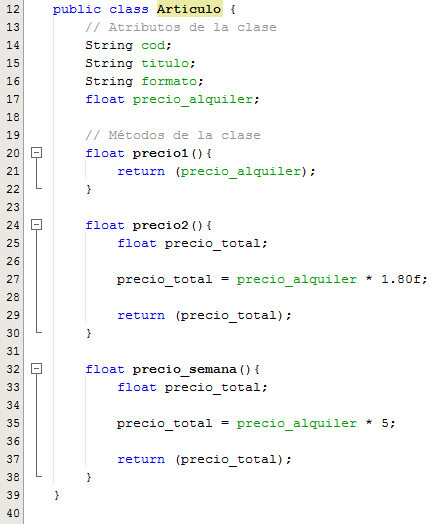 12 public class Articulo {
13 // Atributos de la clase
14 String cod;
15 String titulo;
16 String formato;
17 float precio_alquiler;
18
19 // Métodos de la clase
20 float precio1(){
21 return (precio_alquiler);
22 }
23
24 float precio2(){
25 float precio_total;
26
27 precio_total = precio_alquiler * 1.80f;
28
29 return (precio_total);
30 }
31
32 float precio_semana(){
33 float precio_total;
34
35 precio_total = precio_alquiler * 5;
36
37 return (precio_total);
38 }
39 }
40